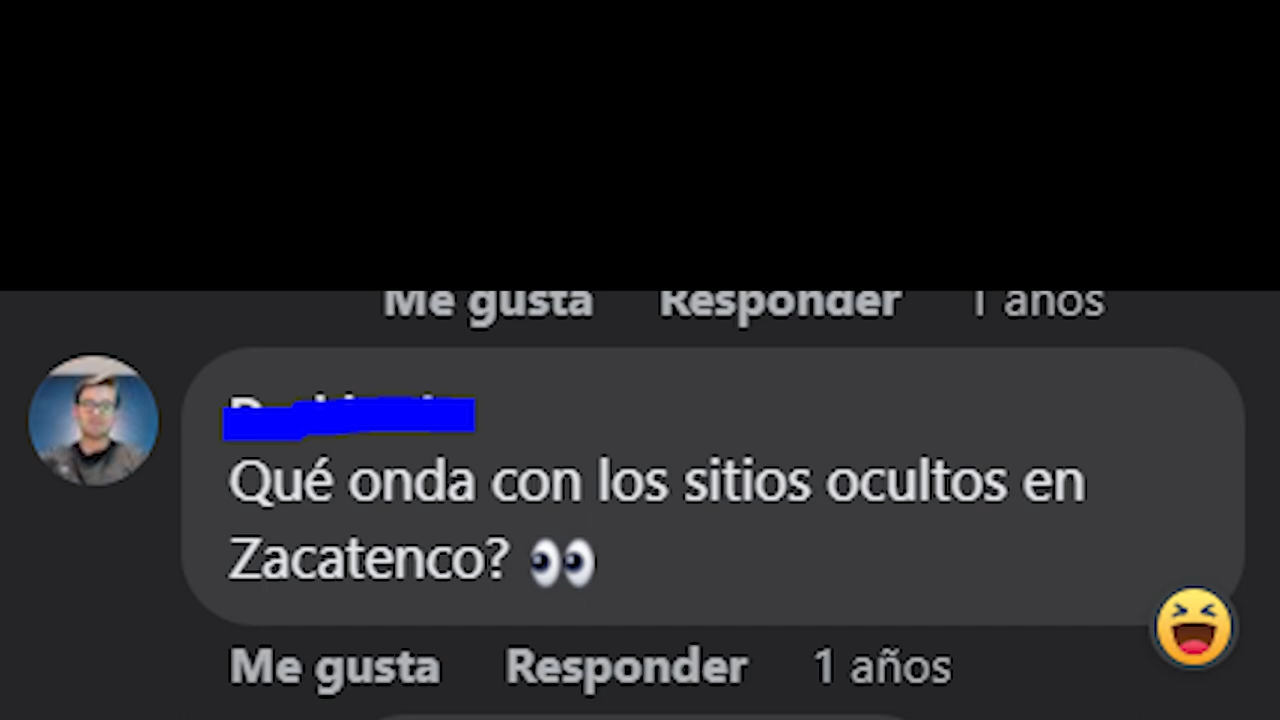 Me gusta Responder 1 años
Qué onda con los sitios ocultos en
Zacatenco? 👀
Me gusta Responder 1 años